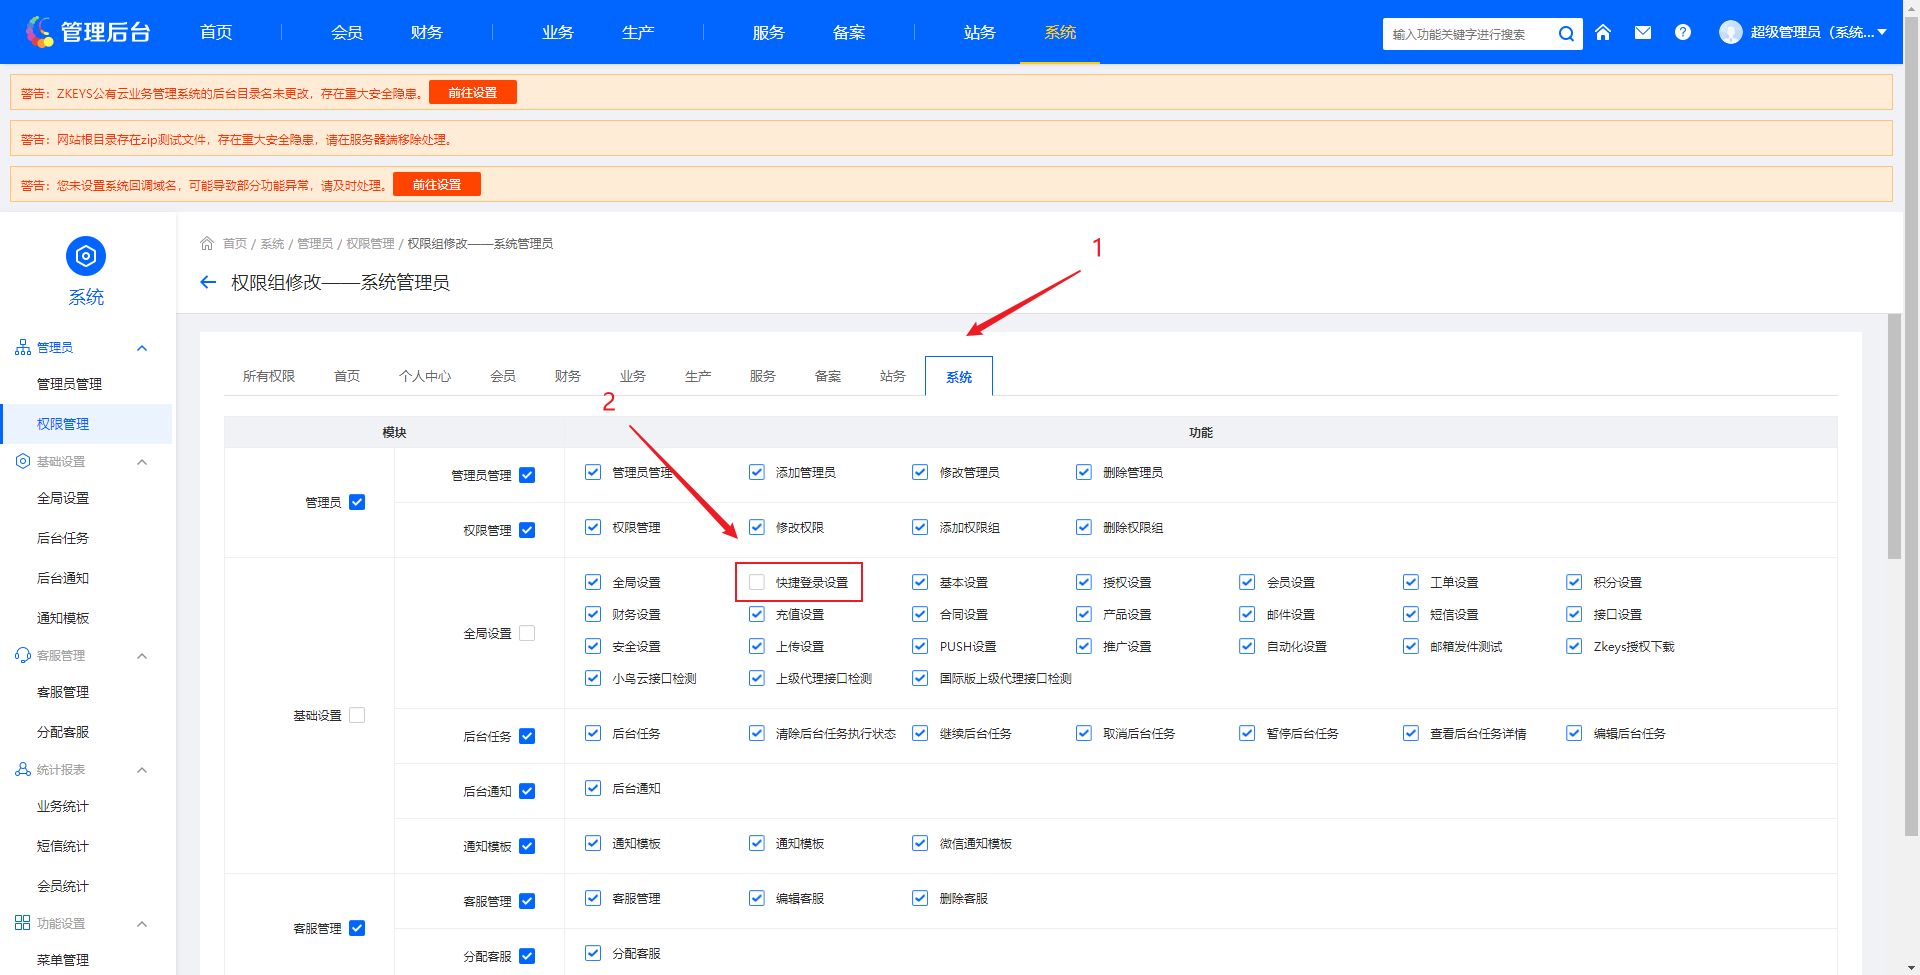 管理后台 首页 会员 财务 业务 生产 服务 备案 站务 系统 输入功能关键字进行搜索 超级管理员（系统...
警告：ZKEYS公有云业务管理系统的后台目录名未更改，存在重大安全隐患。 前往设置
警告：网站根目录存在zip测试文件，存在重大安全隐患，请在服务器端移除处理。
警告：您未设置系统回调域名，可能导致部分功能异常，请及时处理。 前往设置
系统
管理员
管理员管理
权限管理
基础设置
全局设置
后台任务
后台通知
通知模板
客服管理
客服管理
分配客服
统计报表
业务统计
短信统计
会员统计
功能设置
菜单管理
首页 / 系统 / 管理员 / 权限管理 / 权限组修改——系统管理员
权限组修改——系统管理员
1
所有权限 首页 个人中心 会员 财务 业务 生产 服务 备案 站务 系统
2
模块 功能
管理员
管理员管理 管理员管理 添加管理员 修改管理员 删除管理员
权限管理 权限管理 修改权限 添加权限组 删除权限组
基础设置
全局设置
全局设置 快捷登录设置 基本设置 授权设置 会员设置 工单设置 积分设置
财务设置 充值设置 合同设置 产品设置 邮件设置 短信设置 接口设置
安全设置 上传设置 PUSH设置 推广设置 自动化设置 邮箱发件测试 Zkeys授权下载
小鸟云接口检测 上级代理接口检测 国际版上级代理接口检测
后台任务 后台任务 清除后台任务执行状态 继续后台任务 取消后台任务 暂停后台任务 查看后台任务详情 编辑后台任务
后台通知 后台通知
通知模板 通知模板 通知模板 微信通知模板
客服管理
客服管理 客服管理 编辑客服 删除客服
分配客服 分配客服